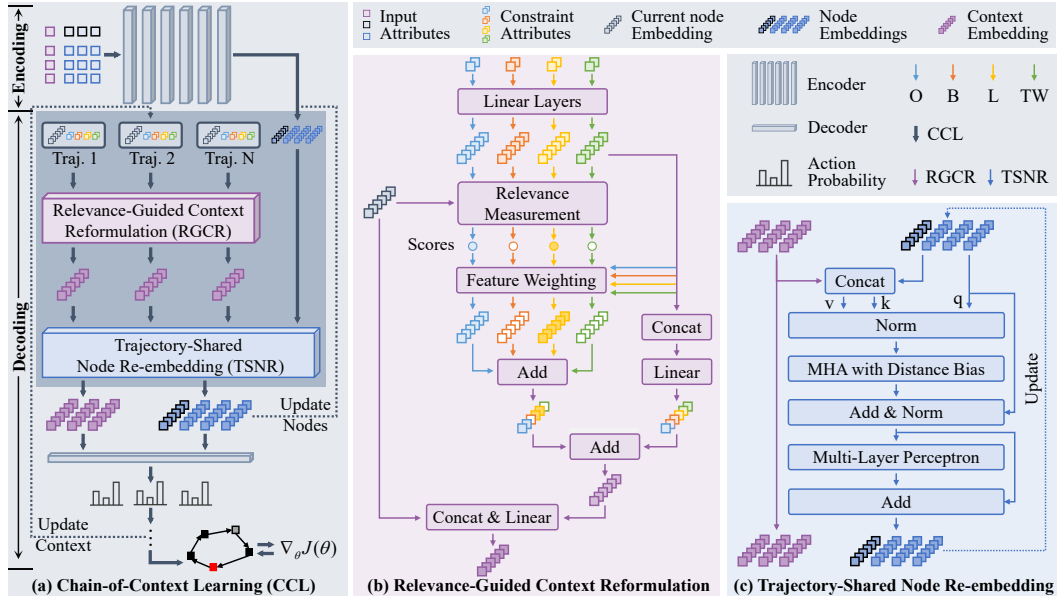 Input
Attributes
Constraint
Attributes
Current node
Embedding
Node
Embeddings
Context
Embedding
Encoding
Decoding
Traj. 1
Traj. 2
Traj. N
Relevance-Guided Context
Reformulation (RGCR)
Trajectory-Shared
Node Re-embedding (TSNR)
Update
Nodes
Update
Context
∇θJ(θ)
(a) Chain-of-Context Learning (CCL)
Linear Layers
Relevance
Measurement
Scores
Feature Weighting
Concat
Add
Linear
Add
Concat & Linear
(b) Relevance-Guided Context Reformulation
Encoder
O B L TW
Decoder
CCL
Action
Probability
RGCR
TSNR
Concat
v k q
Norm
MHA with Distance Bias
Add & Norm
Multi-Layer Perceptron
Add
Update
(c) Trajectory-Shared Node Re-embedding